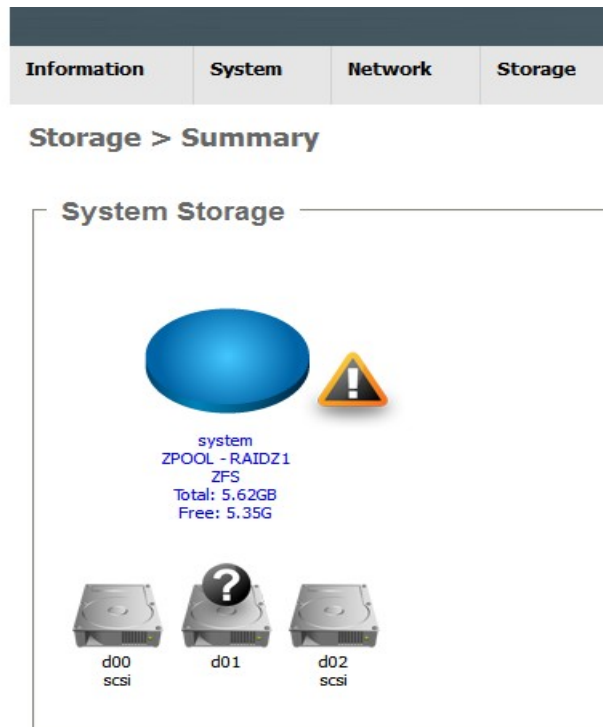 Information System Network Storage
Storage > Summary
System Storage
!
system
ZPOOL - RAIDZ1
ZFS
Total: 5.62GB
Free: 5.35G
?
d00 d01 d02
scsi scsi